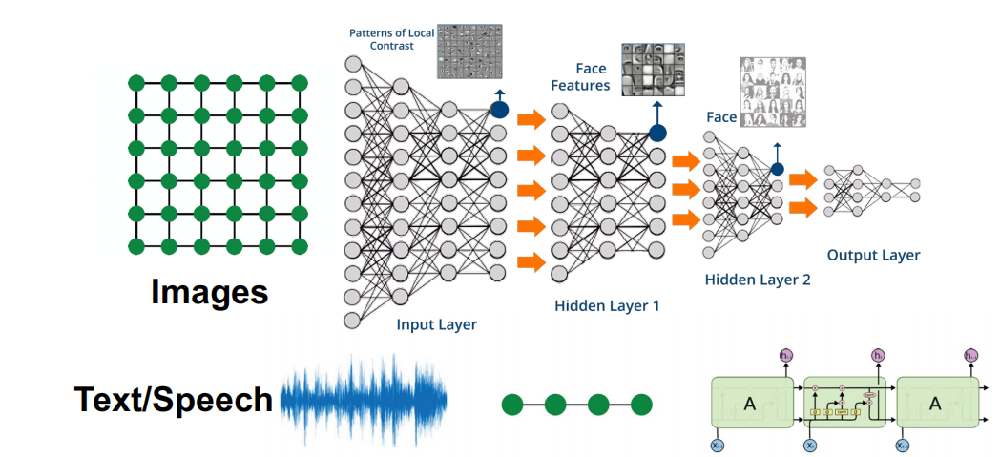 Patterns of Local
Contrast
Face
Features
Face
Images
Input Layer
Hidden Layer 1
Hidden Layer 2
Output Layer
Text/Speech
A
A